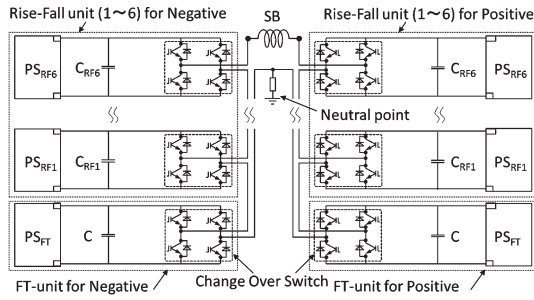 Rise-Fall unit (1~6) for Negative
SB
Rise-Fall unit (1~6) for Positive
PS_RF6
C_RF6
C_RF6
PS_RF6
Neutral point
PS_RF1
C_RF1
C_RF1
PS_RF1
PS_FT
C
C
PS_FT
FT-unit for Negative
Change Over Switch
FT-unit for Positive